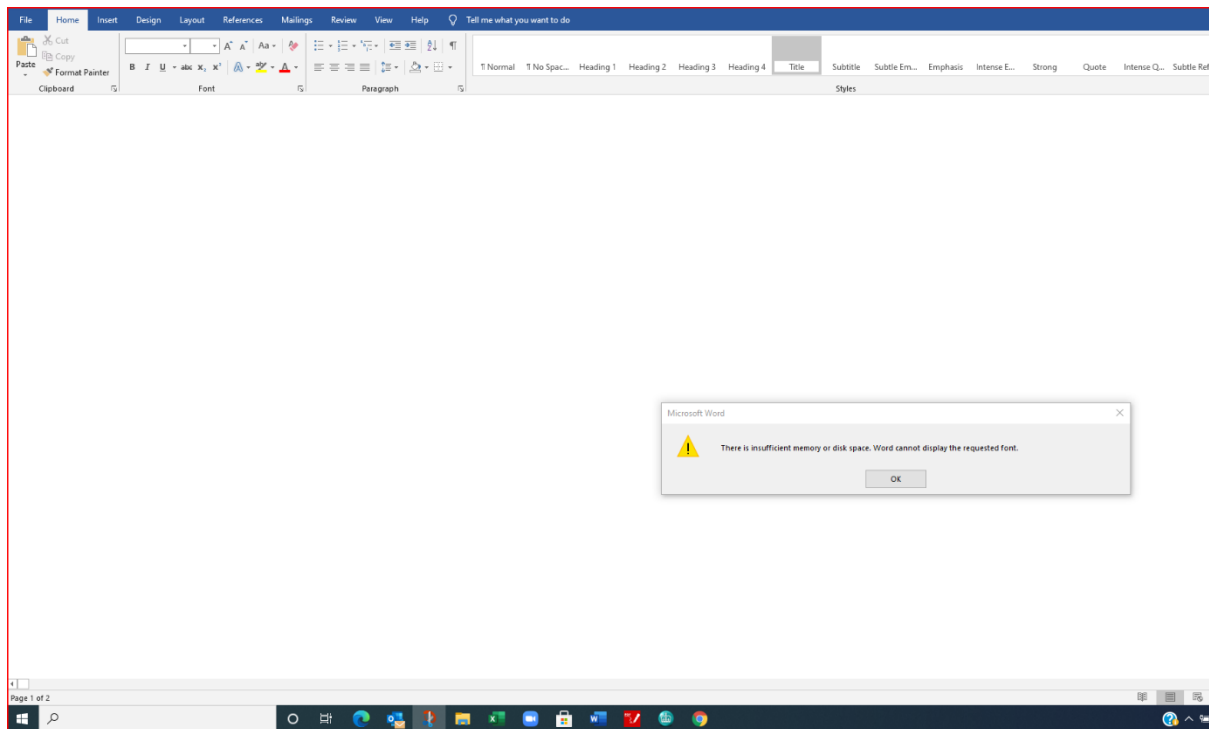 File Home Insert Design Layout References Mailings Review View Help Tell me what you want to do
Cut
Copy
Paste
Format Painter
Aa
B I U abc x, x'
¶ Normal ¶ No Spac... Heading 1 Heading 2 Heading 3 Heading 4 Title Subtitle Subtle Em... Emphasis Intense E... Strong Quote Intense Q... Subtle Ref
Clipboard Font Paragraph Styles
Microsoft Word
There is insufficient memory or disk space. Word cannot display the requested font.
OK
Page 1 of 2